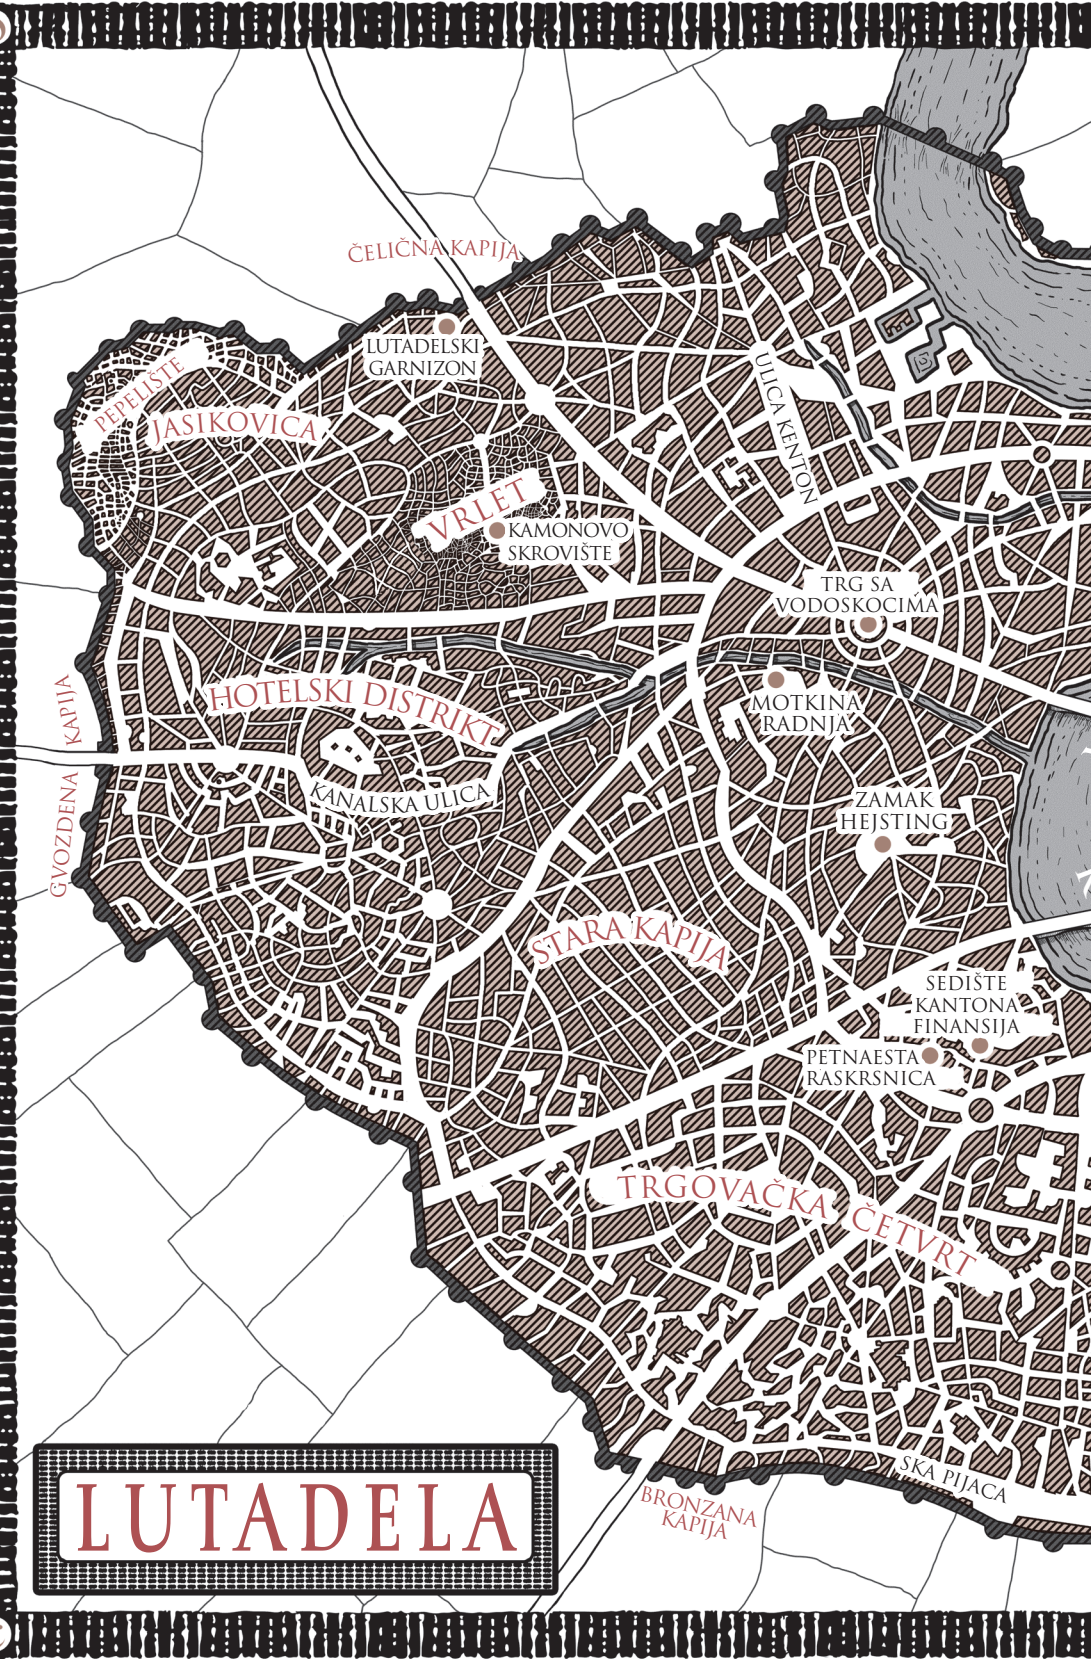 ČELIČNA KAPIJA
LUTADELSKI
GARNIZON
PEPELIŠTE
JASIKOVICA
ULICA KENTON
VRLET
KAMONOVO
SKROVIŠTE
TRG SA
VODOSKOCIMA
HOTELSKI DISTRIKT
MOTKINA
RADNJA
GVOZDENA KAPIJA
KANALSKA ULICA
ZAMAK
HEJSTING
STARA KAPIJA
SEDIŠTE
KANTONA
FINANSIJA
PETNAESTA
RASKRSNICA
TRGOVAČKA ČETVRT
SKA PIJACA
BRONZANA
KAPIJA
LUTADELA